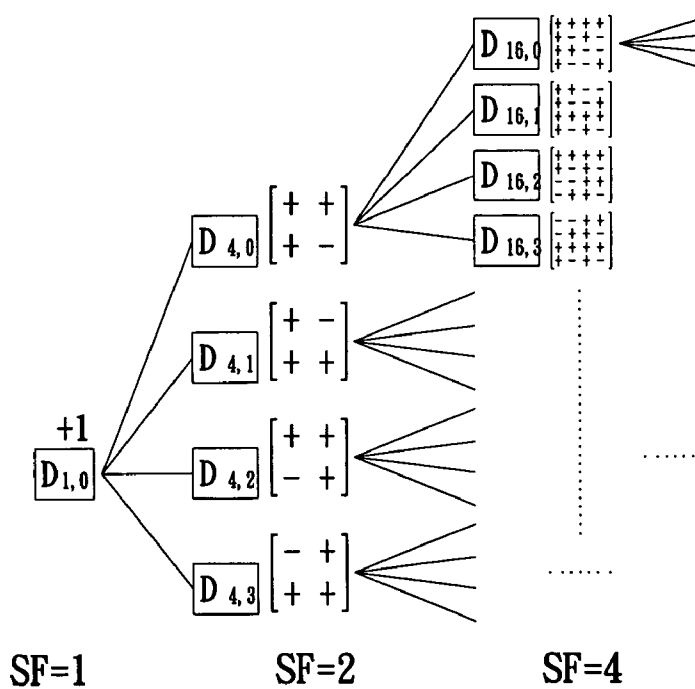 D 16,0
+ + + +
+ - + -
+ + - -
+ - - +
D 16,1
+ + - -
+ - - +
+ + + +
+ - + -
D 16,2
+ + + +
+ - + -
- - + +
- + + -
D 16,3
- - + +
- + + -
+ + + +
+ - + -
D 4,0
+ +
+ -
D 4,1
+ -
+ +
D 4,2
+ +
- +
D 4,3
- +
+ +
+1
D1,0
SF=1 SF=2 SF=4